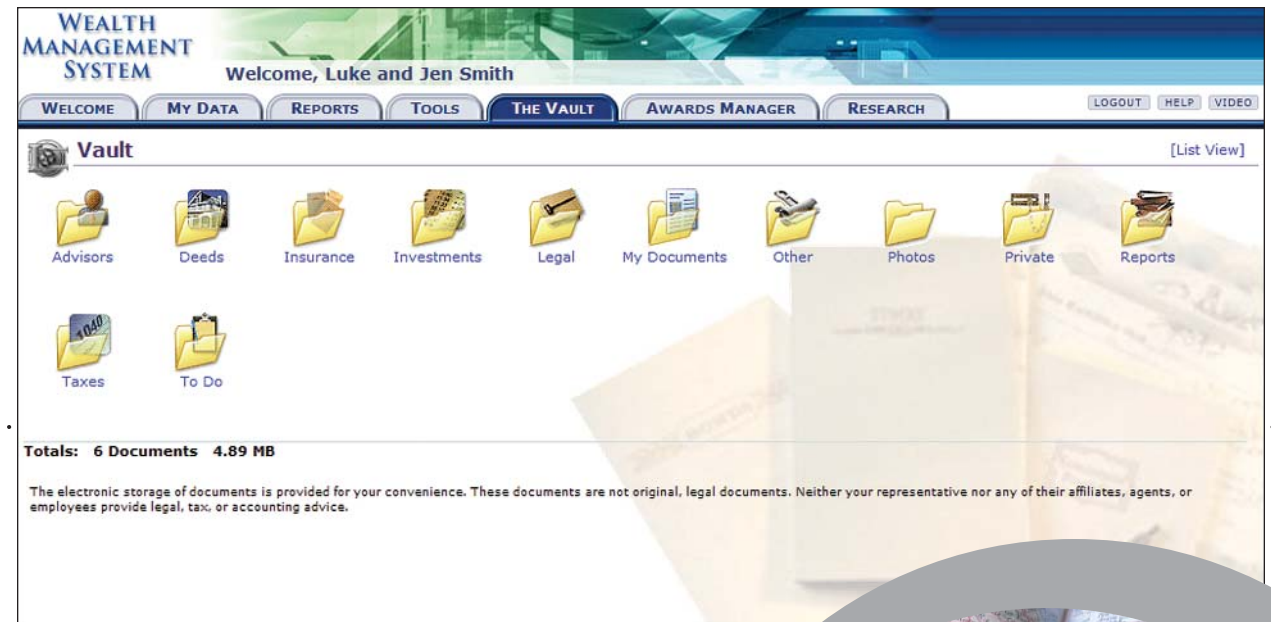 WEALTH
MANAGEMENT
SYSTEM
Welcome, Luke and Jen Smith
WELCOME MY DATA REPORTS TOOLS THE VAULT AWARDS MANAGER RESEARCH LOGOUT HELP VIDEO
Vault [List View]
Advisors Deeds Insurance Investments Legal My Documents Other Photos Private Reports
1040
Taxes To Do
Totals: 6 Documents 4.89 MB
The electronic storage of documents is provided for your convenience. These documents are not original, legal documents. Neither your representative nor any of their affiliates, agents, or
employees provide legal, tax, or accounting advice.